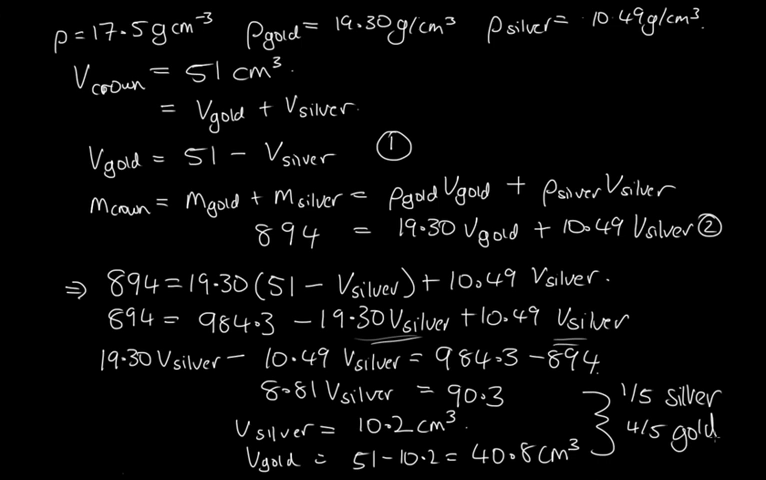 ρ = 17.5 g cm⁻³ ρgold = 19.30 g/cm³ ρsilver = 10.49 g/cm³.
Vcrown = 51 cm³.
= Vgold + Vsilver.
Vgold = 51 − Vsilver ①
mcrown = mgold + msilver = ρgold Vgold + ρsilver Vsilver
894 = 19.30 Vgold + 10.49 Vsilver ②
⇒ 894 = 19.30 (51 − Vsilver) + 10.49 Vsilver.
894 = 984.3 − 19.30 Vsilver + 10.49 Vsilver
19.30 Vsilver − 10.49 Vsilver = 984.3 − 894
8.81 Vsilver = 90.3
1/5 silver
Vsilver = 10.2 cm³.
4/5 gold
Vgold = 51 − 10.2 = 40.8 cm³